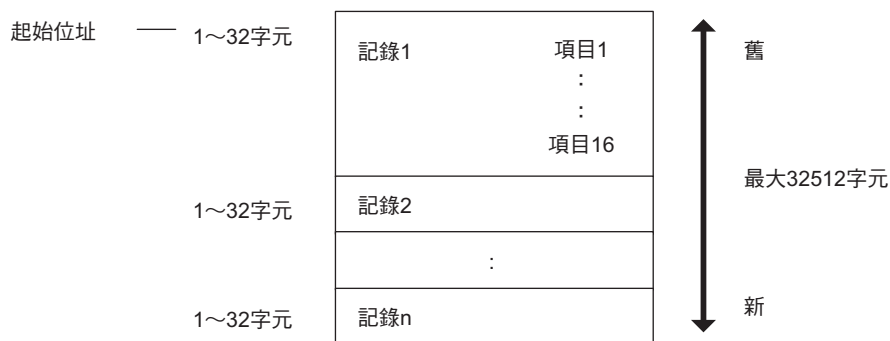 起始位址
1～32字元
記錄1
項目1
:
:
項目16
舊
最大32512字元
1～32字元
記錄2
:
1～32字元
記錄n
新